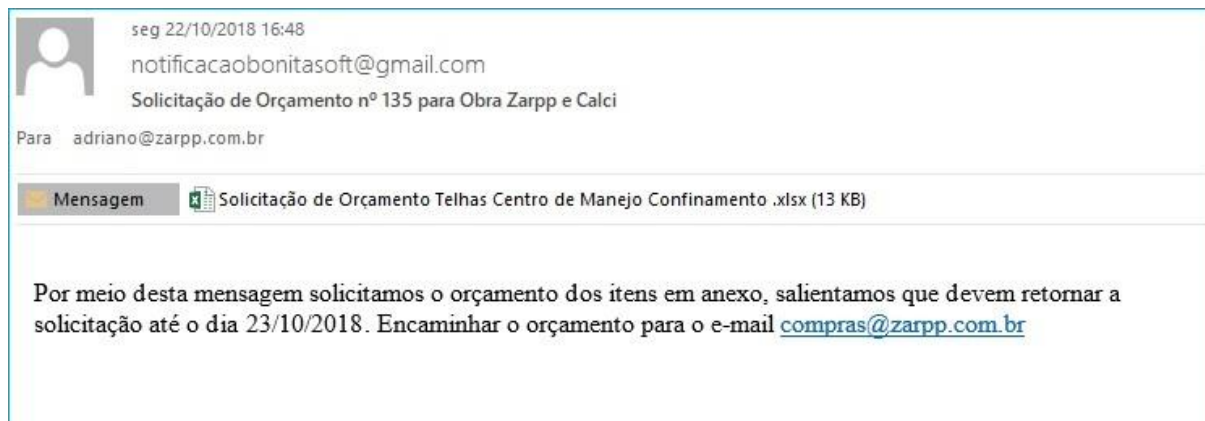 seg 22/10/2018 16:48
notificacaobonitasoft@gmail.com
Solicitação de Orçamento nº 135 para Obra Zarpp e Calci
Para adriano@zarpp.com.br
Mensagem Solicitação de Orçamento Telhas Centro de Manejo Confinamento .xlsx (13 KB)
Por meio desta mensagem solicitamos o orçamento dos itens em anexo, salientamos que devem retornar a
solicitação até o dia 23/10/2018. Encaminhar o orçamento para o e-mail compras@zarpp.com.br